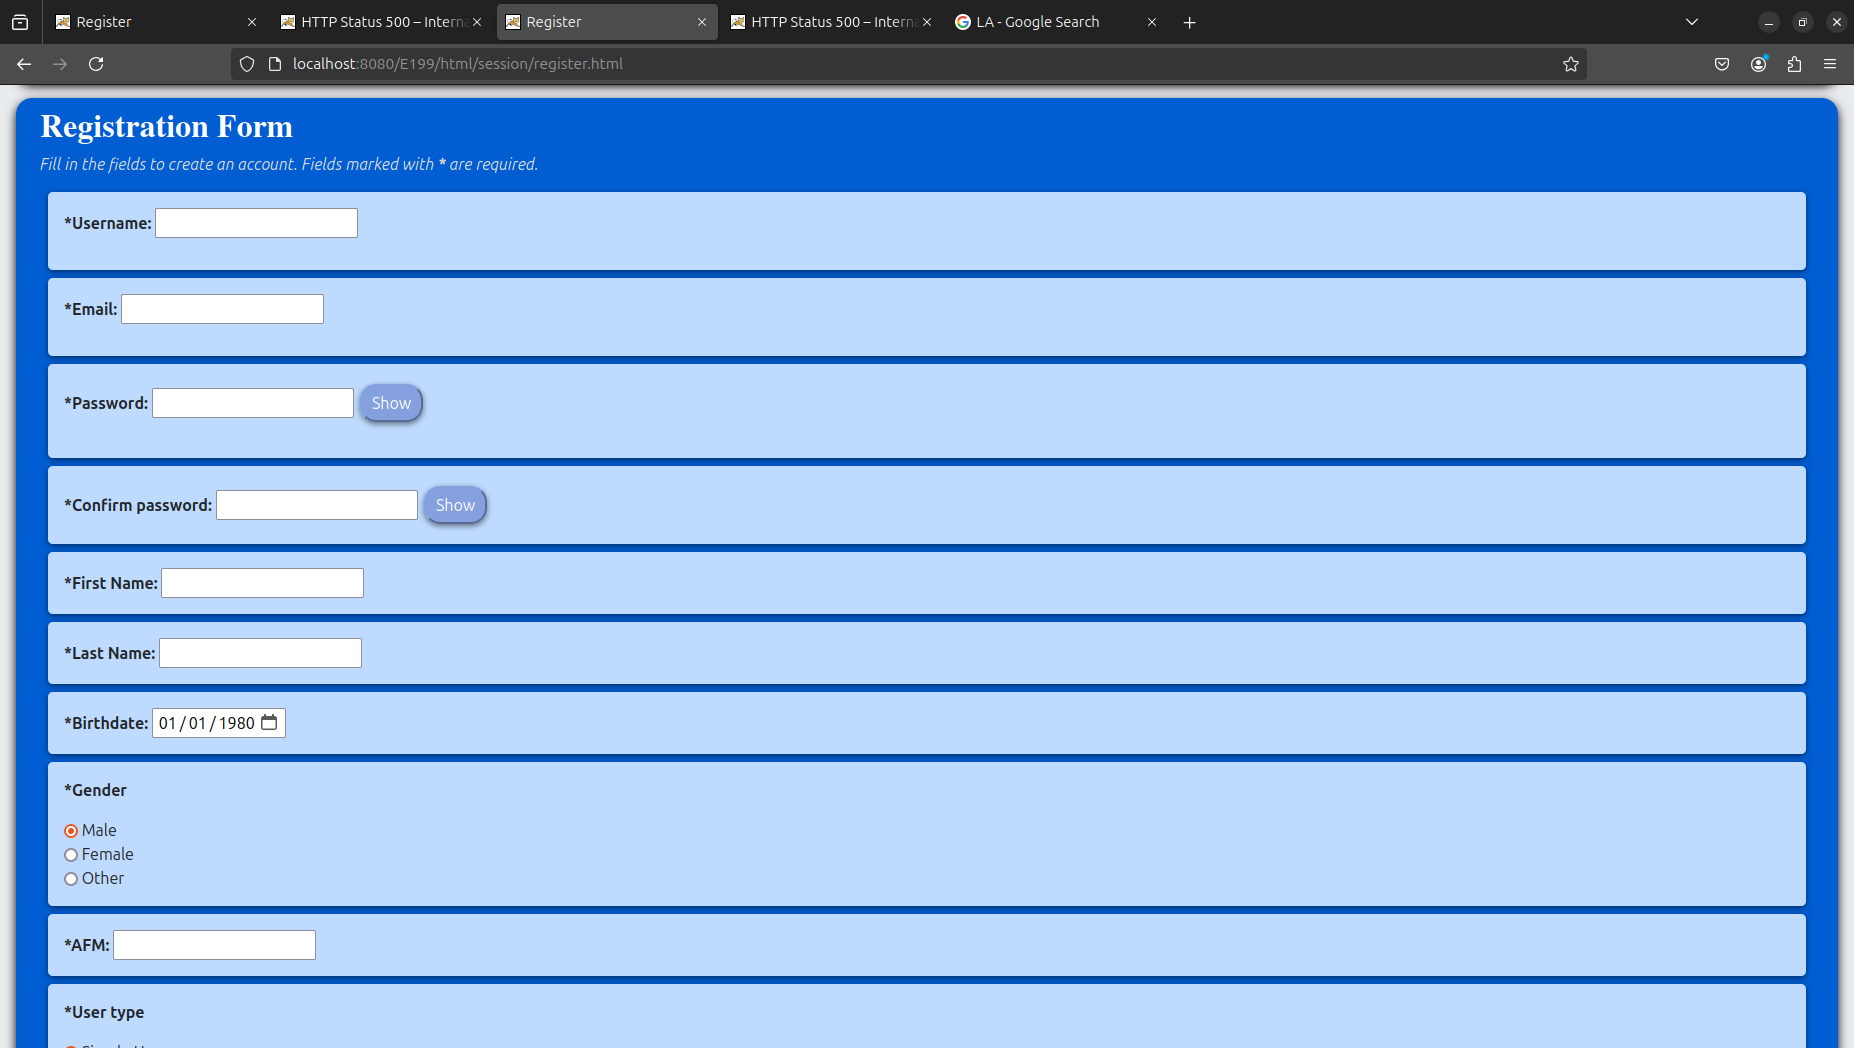 Register
HTTP Status 500 – Interna
Register
HTTP Status 500 – Interna
LA - Google Search
localhost:8080/E199/html/session/register.html
Registration Form
Fill in the fields to create an account. Fields marked with * are required.
*Username:
*Email:
*Password:
Show
*Confirm password:
Show
*First Name:
*Last Name:
*Birthdate: 01/01/1980
*Gender
Male
Female
Other
*AFM:
*User type